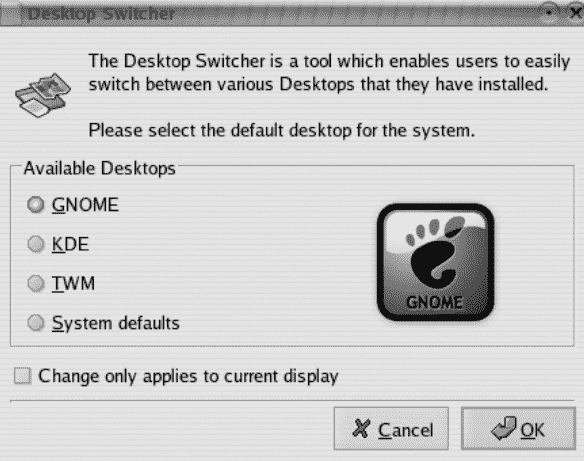 Desktop Switcher
The Desktop Switcher is a tool which enables users to easily
switch between various Desktops that they have installed.
Please select the default desktop for the system.
Available Desktops
GNOME
KDE
TWM
System defaults
GNOME
Change only applies to current display
Cancel
OK